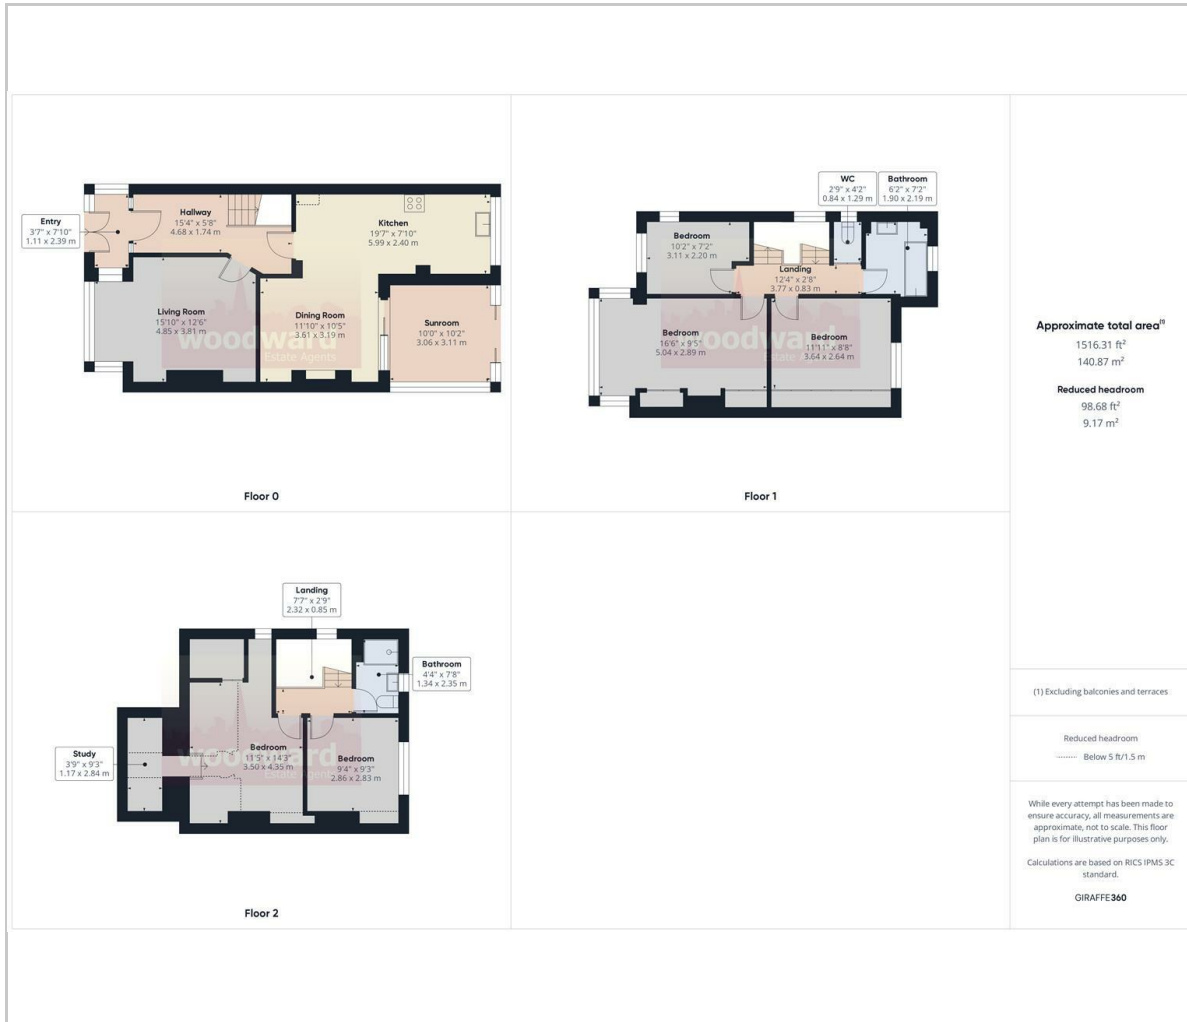 Entry
3'7" x 7'10"
1.11 x 2.39 m
Hallway
15'4" x 5'8"
4.68 x 1.74 m
Kitchen
19'7" x 7'10"
5.99 x 2.40 m
Living Room
15'10" x 12'6"
4.85 x 3.81 m
Dining Room
11'10" x 10'5"
3.61 x 3.19 m
Sunroom
10'0" x 10'2"
3.06 x 3.11 m
woodward
Estate Agents
Floor 0
WC
2'9" x 4'2"
0.84 x 1.29 m
Bathroom
6'2" x 7'2"
1.90 x 2.19 m
Bedroom
10'2" x 7'2"
3.11 x 2.20 m
Landing
12'4" x 2'8"
3.77 x 0.83 m
Bedroom
16'6" x 9'5"
5.04 x 2.89 m
Bedroom
11'11" x 8'8"
3.64 x 2.64 m
woodward
Estate Agents
Floor 1
Landing
7'7" x 2'9"
2.32 x 0.85 m
Bathroom
4'4" x 7'8"
1.34 x 2.35 m
Study
3'9" x 9'3"
1.17 x 2.84 m
Bedroom
11'5" x 14'3"
3.50 x 4.35 m
Bedroom
9'4" x 9'3"
2.86 x 2.83 m
woodward
Estate Agents
Floor 2
Approximate total area⁽¹⁾
1516.31 ft²
140.87 m²
Reduced headroom
98.68 ft²
9.17 m²
(1) Excluding balconies and terraces
Reduced headroom
Below 5 ft/1.5 m
While every attempt has been made to
ensure accuracy, all measurements are
approximate, not to scale. This floor
plan is for illustrative purposes only.
Calculations are based on RICS IPMS 3C
standard.
GIRAFFE360